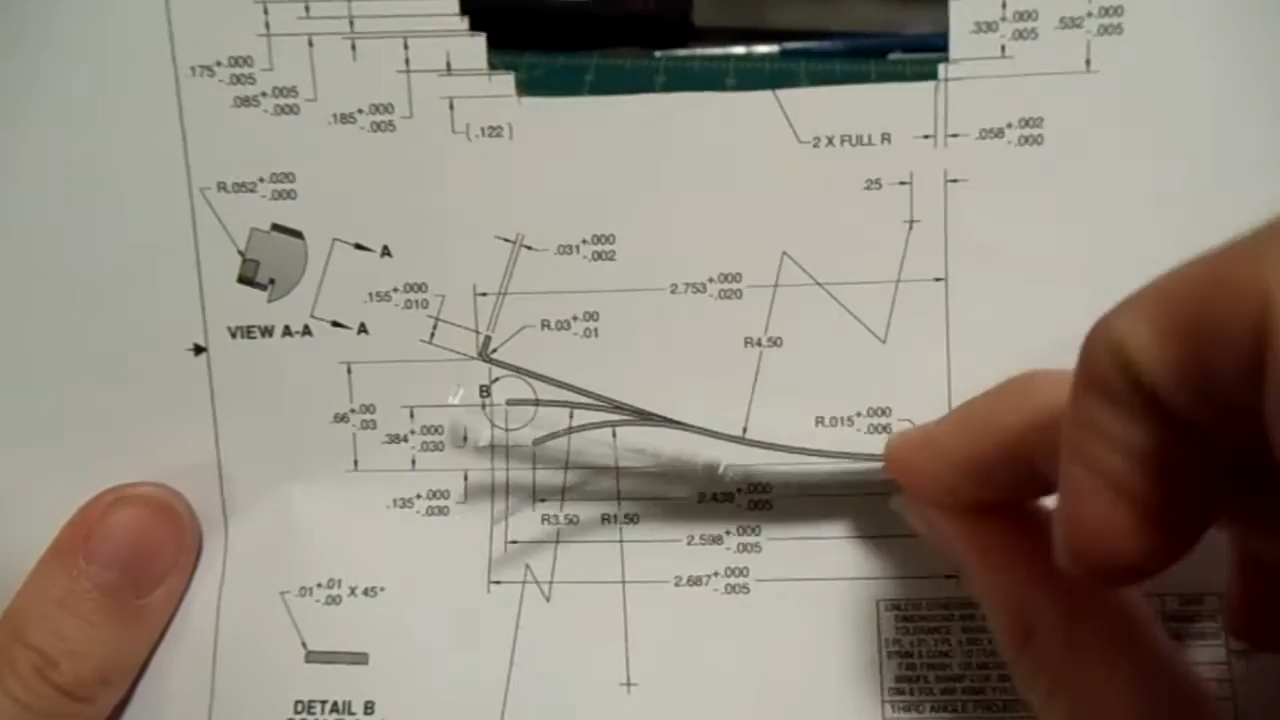 .330 +.000 -.005
.532 +.000 -.005
.175 +.000 -.005
.085 +.005 -.000
.185 +.000 -.005
(.122)
2 X FULL R
.058 +.002 -.000
.25
R.052 +.020 -.000
A
A
VIEW A-A
.031 +.000 -.002
.155 +.000 -.010
2.753 +.000 -.020
R.03 +.00 -.01
R4.50
B
R.015 +.000 -.006
.66 +.00 -.03
.384 +.000 -.030
.135 +.000 -.030
2.439 +.000 -.005
R3.50
R1.50
2.598 +.000 -.005
2.687 +.000 -.005
.01 +.01 -.00 X 45°
DETAIL B
THIRD ANGLE